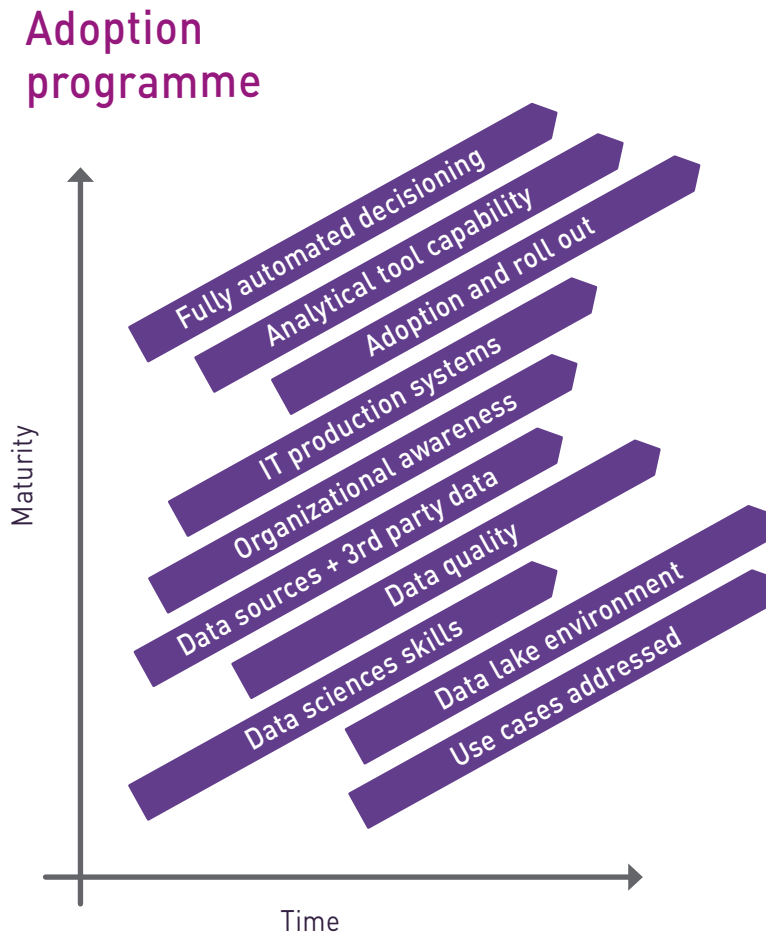 Adoption
programme
Fully automated decisioning
Analytical tool capability
Adoption and roll out
IT production systems
Organizational awareness
Data sources + 3rd party data
Data quality
Data sciences skills
Data lake environment
Use cases addressed
Maturity
Time